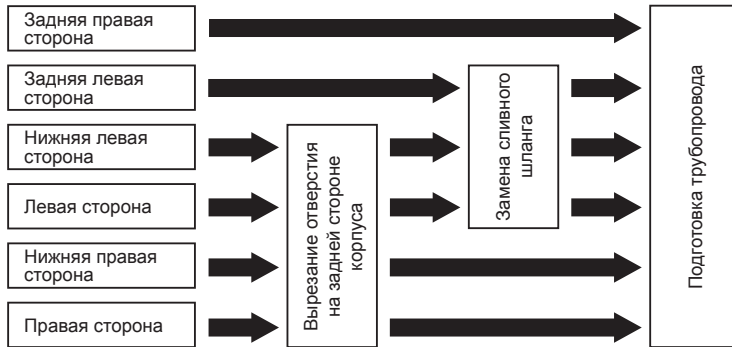 Задняя правая
сторона
Задняя левая
сторона
Нижняя левая
сторона
Левая сторона
Нижняя правая
сторона
Правая сторона
Вырезание отверстия
на задней стороне
корпуса
Замена сливного
шланга
Подготовка трубопровода